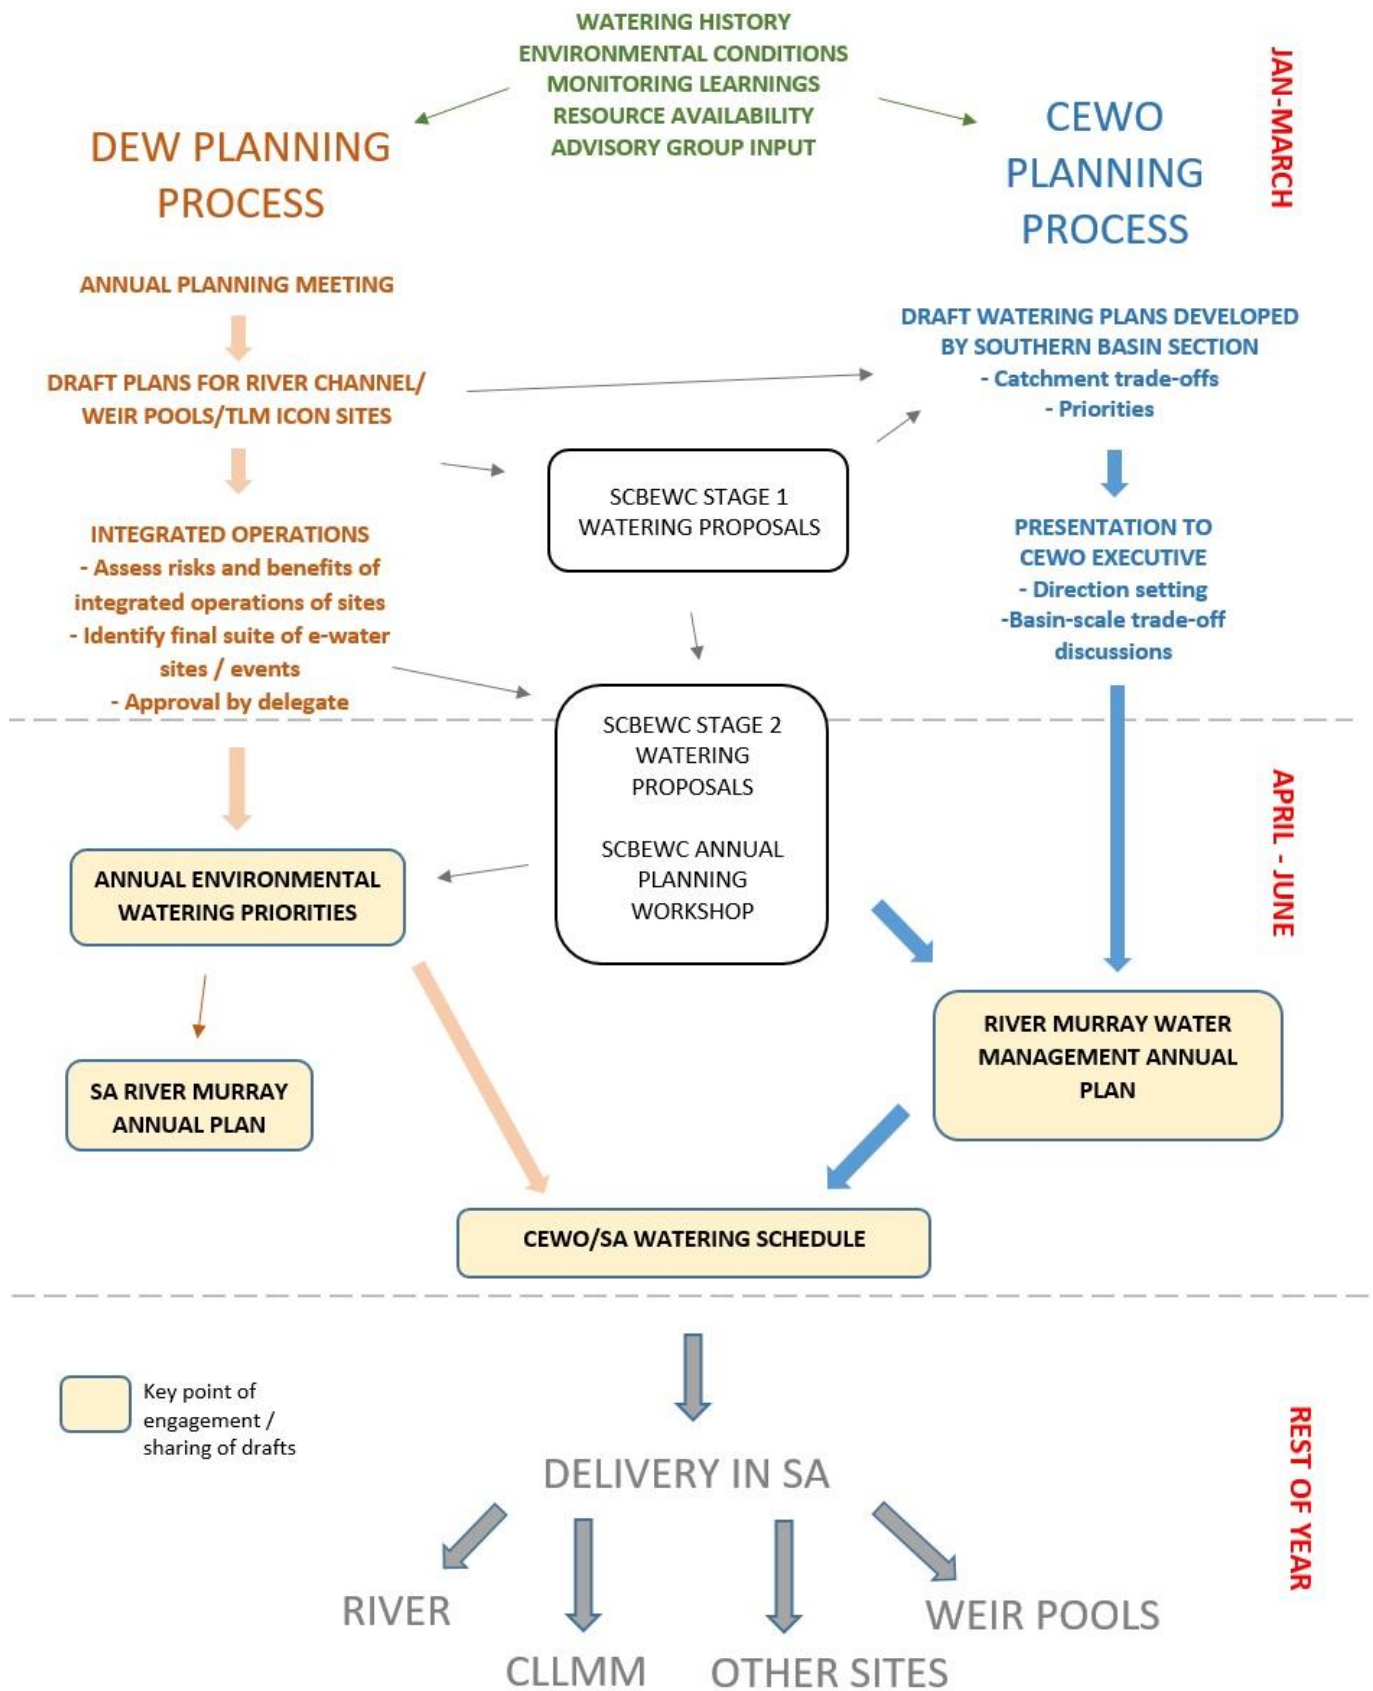 WATERING HISTORY
ENVIRONMENTAL CONDITIONS
MONITORING LEARNINGS
RESOURCE AVAILABILITY
ADVISORY GROUP INPUT
JAN-MARCH
DEW PLANNING
PROCESS
CEWO
PLANNING
PROCESS
ANNUAL PLANNING MEETING
DRAFT PLANS FOR RIVER CHANNEL/
WEIR POOLS/TLM ICON SITES
DRAFT WATERING PLANS DEVELOPED
BY SOUTHERN BASIN SECTION
- Catchment trade-offs
- Priorities
SCBEWC STAGE 1
WATERING PROPOSALS
INTEGRATED OPERATIONS
- Assess risks and benefits of
integrated operations of sites
- Identify final suite of e-water
sites / events
- Approval by delegate
PRESENTATION TO
CEWO EXECUTIVE
- Direction setting
-Basin-scale trade-off
discussions
SCBEWC STAGE 2
WATERING
PROPOSALS
SCBEWC ANNUAL
PLANNING
WORKSHOP
APRIL - JUNE
ANNUAL ENVIRONMENTAL
WATERING PRIORITIES
SA RIVER MURRAY
ANNUAL PLAN
RIVER MURRAY WATER
MANAGEMENT ANNUAL
PLAN
CEWO/SA WATERING SCHEDULE
Key point of
engagement /
sharing of drafts
REST OF YEAR
DELIVERY IN SA
RIVER
CLLMM
OTHER SITES
WEIR POOLS